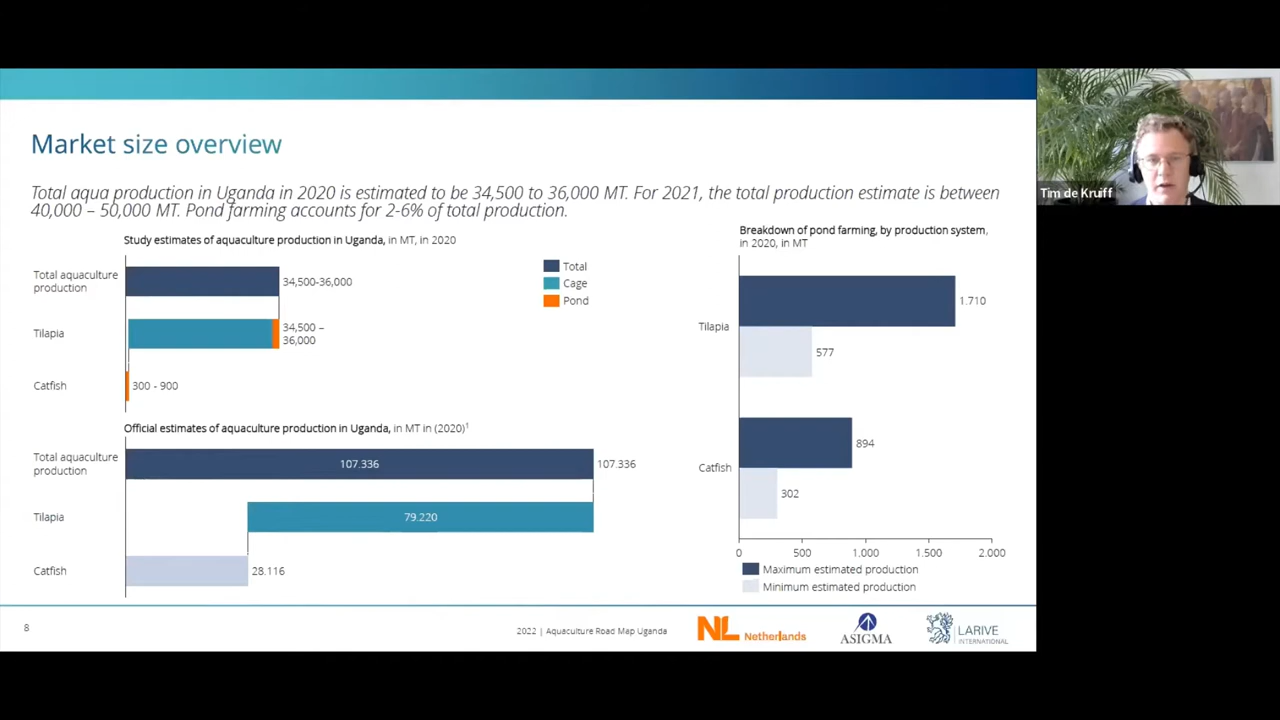 Market size overview
Total aqua production in Uganda in 2020 is estimated to be 34,500 to 36,000 MT. For 2021, the total production estimate is between
40,000 – 50,000 MT. Pond farming accounts for 2-6% of total production.
Study estimates of aquaculture production in Uganda, in MT, in 2020
Total aquaculture
production
34,500-36,000
Tilapia
34,500 –
36,000
Catfish
300 - 900
Total
Cage
Pond
Official estimates of aquaculture production in Uganda, in MT in (2020)¹
Total aquaculture
production
107.336
107.336
Tilapia
79.220
Catfish
28.116
Breakdown of pond farming, by production system,
in 2020, in MT
Tilapia
1.710
577
Catfish
894
302
0 500 1.000 1.500 2.000
Maximum estimated production
Minimum estimated production
8
2022 | Aquaculture Road Map Uganda
NL Netherlands
ASIGMA
LARIVE
INTERNATIONAL
Tim de Kruiff